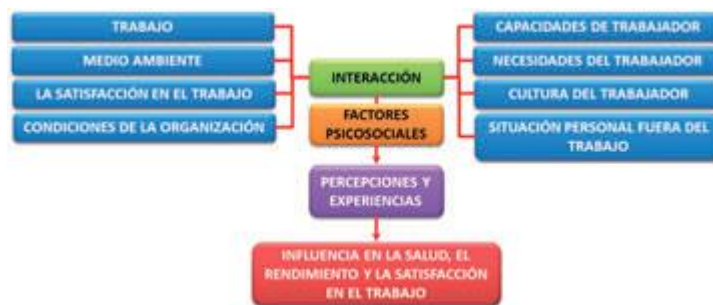 TRABAJO
MEDIO AMBIENTE
LA SATISFACCIÓN EN EL TRABAJO
CONDICIONES DE LA ORGANIZACIÓN
INTERACCIÓN
FACTORES
PSICOSOCIALES
CAPACIDADES DE TRABAJADOR
NECESIDADES DEL TRABAJADOR
CULTURA DEL TRABAJADOR
SITUACIÓN PERSONAL FUERA DEL
TRABAJO
PERCEPCIONES Y
EXPERIENCIAS
INFLUENCIA EN LA SALUD, EL
RENDIMIENTO Y LA SATISFACCIÓN
EN EL TRABAJO